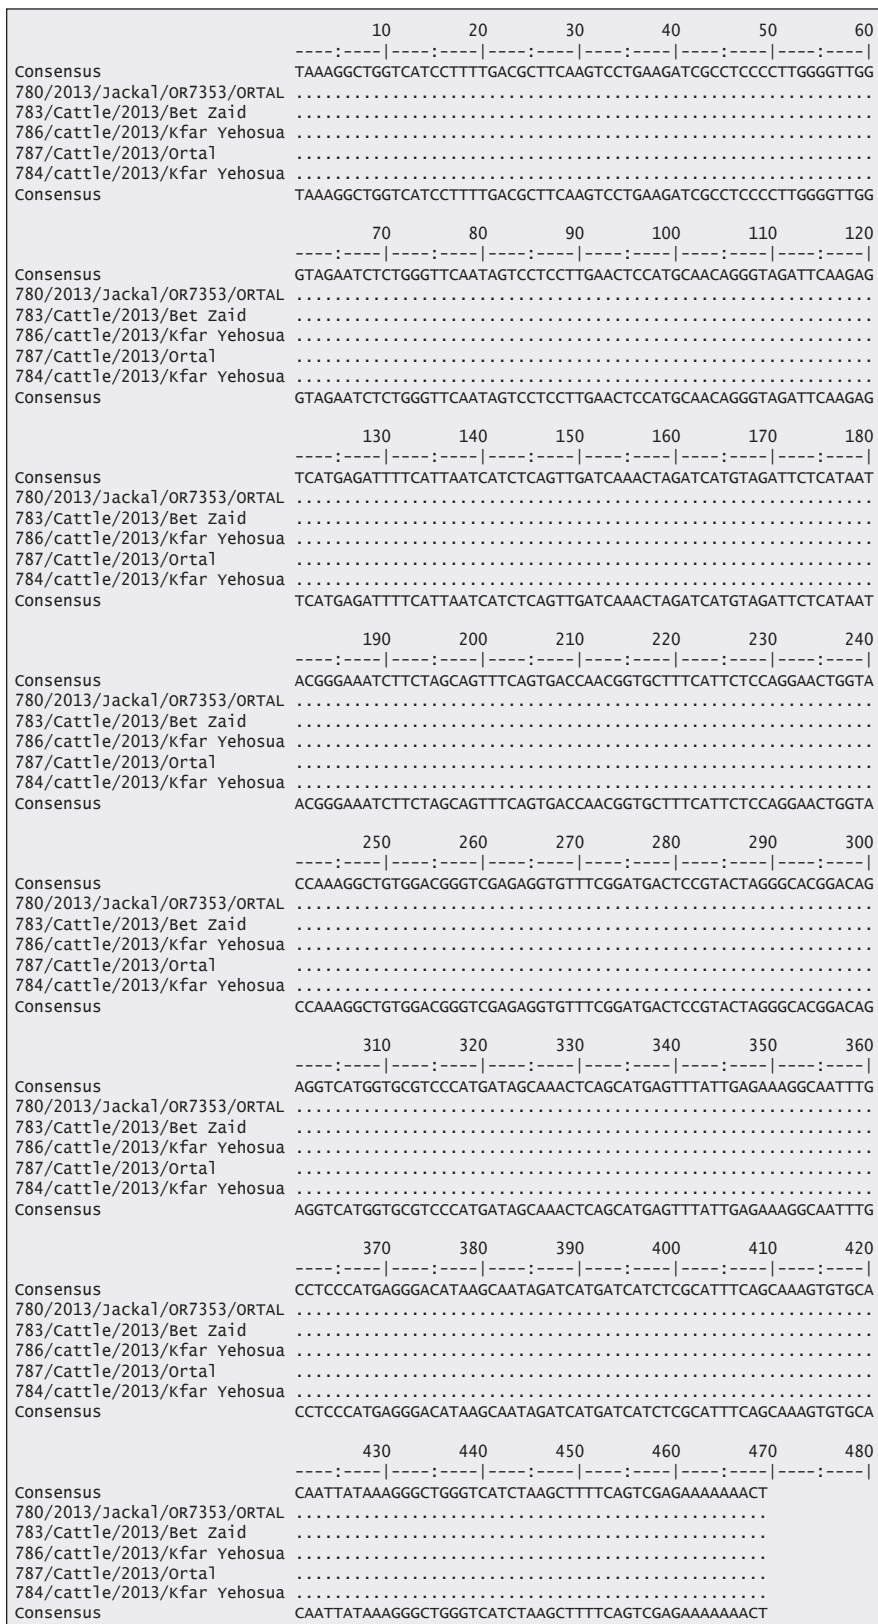 10        20        30        40        50        60
----:----|----:----|----:----|----:----|----:----|----:----|
Consensus TAAAGGCTGGTCATCCTTTTGACGCTTCAAGTCCTGAAGATCGCCTCCCCTTGGGGTTGG
780/2013/Jackal/OR7353/ORTAL ............................................................
783/Cattle/2013/Bet Zaid ............................................................
786/cattle/2013/Kfar Yehosua ............................................................
787/Cattle/2013/Ortal ............................................................
784/cattle/2013/Kfar Yehosua ............................................................
Consensus TAAAGGCTGGTCATCCTTTTGACGCTTCAAGTCCTGAAGATCGCCTCCCCTTGGGGTTGG
        70        80        90        100        110        120
----:----|----:----|----:----|----:----|----:----|----:----|
Consensus GTAGAATCTCTGGGTTCAATAGTCCTCCTTGAACTCCATGCAACAGGGTAGATTCAAGAG
780/2013/Jackal/OR7353/ORTAL ............................................................
783/Cattle/2013/Bet Zaid ............................................................
786/cattle/2013/Kfar Yehosua ............................................................
787/Cattle/2013/Ortal ............................................................
784/cattle/2013/Kfar Yehosua ............................................................
Consensus GTAGAATCTCTGGGTTCAATAGTCCTCCTTGAACTCCATGCAACAGGGTAGATTCAAGAG
        130        140        150        160        170        180
----:----|----:----|----:----|----:----|----:----|----:----|
Consensus TCATGAGATTTTCATTAATCATCTCAGTTGATCAAACTAGATCATGTAGATTCTCATAAT
780/2013/Jackal/OR7353/ORTAL ............................................................
783/Cattle/2013/Bet Zaid ............................................................
786/cattle/2013/Kfar Yehosua ............................................................
787/Cattle/2013/Ortal ............................................................
784/cattle/2013/Kfar Yehosua ............................................................
Consensus TCATGAGATTTTCATTAATCATCTCAGTTGATCAAACTAGATCATGTAGATTCTCATAAT
        190        200        210        220        230        240
----:----|----:----|----:----|----:----|----:----|----:----|
Consensus ACGGGAAATCTTCTAGCAGTTTCAGTGACCAACGGTGCTTTCATTCTCCAGGAACTGGTA
780/2013/Jackal/OR7353/ORTAL ............................................................
783/Cattle/2013/Bet Zaid ............................................................
786/cattle/2013/Kfar Yehosua ............................................................
787/Cattle/2013/Ortal ............................................................
784/cattle/2013/Kfar Yehosua ............................................................
Consensus ACGGGAAATCTTCTAGCAGTTTCAGTGACCAACGGTGCTTTCATTCTCCAGGAACTGGTA
        250        260        270        280        290        300
----:----|----:----|----:----|----:----|----:----|----:----|
Consensus CCAAAGGCTGTGGACGGGTCGAGAGGTGTTTCGGATGACTCCGTACTAGGGCACGGACAG
780/2013/Jackal/OR7353/ORTAL ............................................................
783/Cattle/2013/Bet Zaid ............................................................
786/cattle/2013/Kfar Yehosua ............................................................
787/Cattle/2013/Ortal ............................................................
784/cattle/2013/Kfar Yehosua ............................................................
Consensus CCAAAGGCTGTGGACGGGTCGAGAGGTGTTTCGGATGACTCCGTACTAGGGCACGGACAG
        310        320        330        340        350        360
----:----|----:----|----:----|----:----|----:----|----:----|
Consensus AGGTCATGGTGCGTCCCATGATAGCAAACTCAGCATGAGTTTATTGAGAAAGGCAATTTG
780/2013/Jackal/OR7353/ORTAL ............................................................
783/Cattle/2013/Bet Zaid ............................................................
786/cattle/2013/Kfar Yehosua ............................................................
787/Cattle/2013/Ortal ............................................................
784/cattle/2013/Kfar Yehosua ............................................................
Consensus AGGTCATGGTGCGTCCCATGATAGCAAACTCAGCATGAGTTTATTGAGAAAGGCAATTTG
        370        380        390        400        410        420
----:----|----:----|----:----|----:----|----:----|----:----|
Consensus CCTCCCATGAGGGACATAAGCAATAGATCATGATCATCTCGCATTTCAGCAAAGTGTGCA
780/2013/Jackal/OR7353/ORTAL ............................................................
783/Cattle/2013/Bet Zaid ............................................................
786/cattle/2013/Kfar Yehosua ............................................................
787/Cattle/2013/Ortal ............................................................
784/cattle/2013/Kfar Yehosua ............................................................
Consensus CCTCCCATGAGGGACATAAGCAATAGATCATGATCATCTCGCATTTCAGCAAAGTGTGCA
        430        440        450        460        470        480
----:----|----:----|----:----|----:----|----:----|----:----|
Consensus CAATTATAAAGGGCTGGGTCATCTAAGCTTTTCAGTCGAGAAAAAAACT
780/2013/Jackal/OR7353/ORTAL .................................................
783/Cattle/2013/Bet Zaid .................................................
786/cattle/2013/Kfar Yehosua .................................................
787/Cattle/2013/Ortal .................................................
784/cattle/2013/Kfar Yehosua .................................................
Consensus CAATTATAAAGGGCTGGGTCATCTAAGCTTTTCAGTCGAGAAAAAAACT